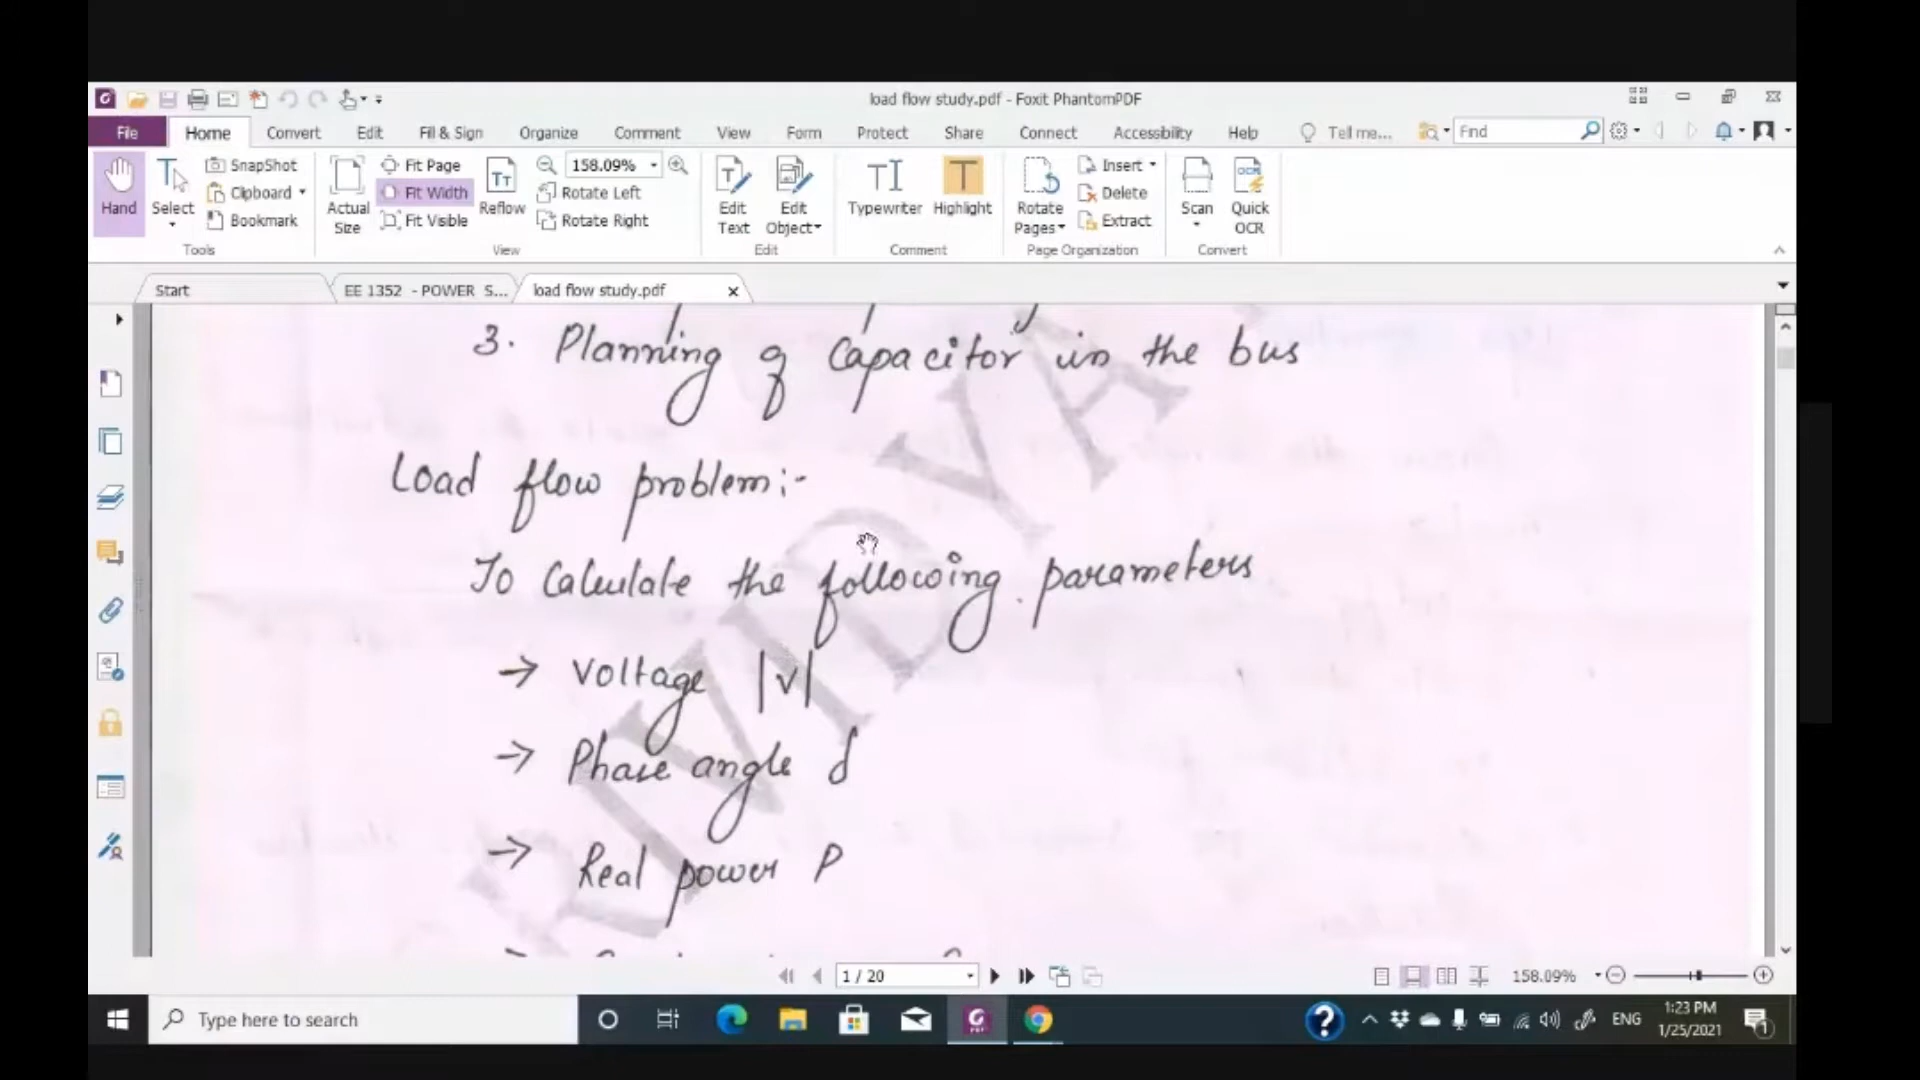 load flow study.pdf - Foxit PhantomPDF
File Home Convert Edit Fill & Sign Organize Comment View Form Protect Share Connect Accessibility Help Tell me... Find
Hand Select SnapShot Clipboard Bookmark Actual Size Fit Page Fit Width Fit Visible Reflow 158.09% Rotate Left Rotate Right Edit Text Edit Object Typewriter Highlight Rotate Pages Insert Delete Extract Scan Quick OCR
Tools View Edit Comment Page Organization Convert
Start EE 1352 - POWER S... load flow study.pdf
3. Planning of Capacitor in the bus
Load flow problem:-
To Calculate the following parameters
→ Voltage |V|
→ Phase angle δ
→ Real power P
1 / 20 158.09%
Type here to search ENG 1:23 PM
1/25/2021